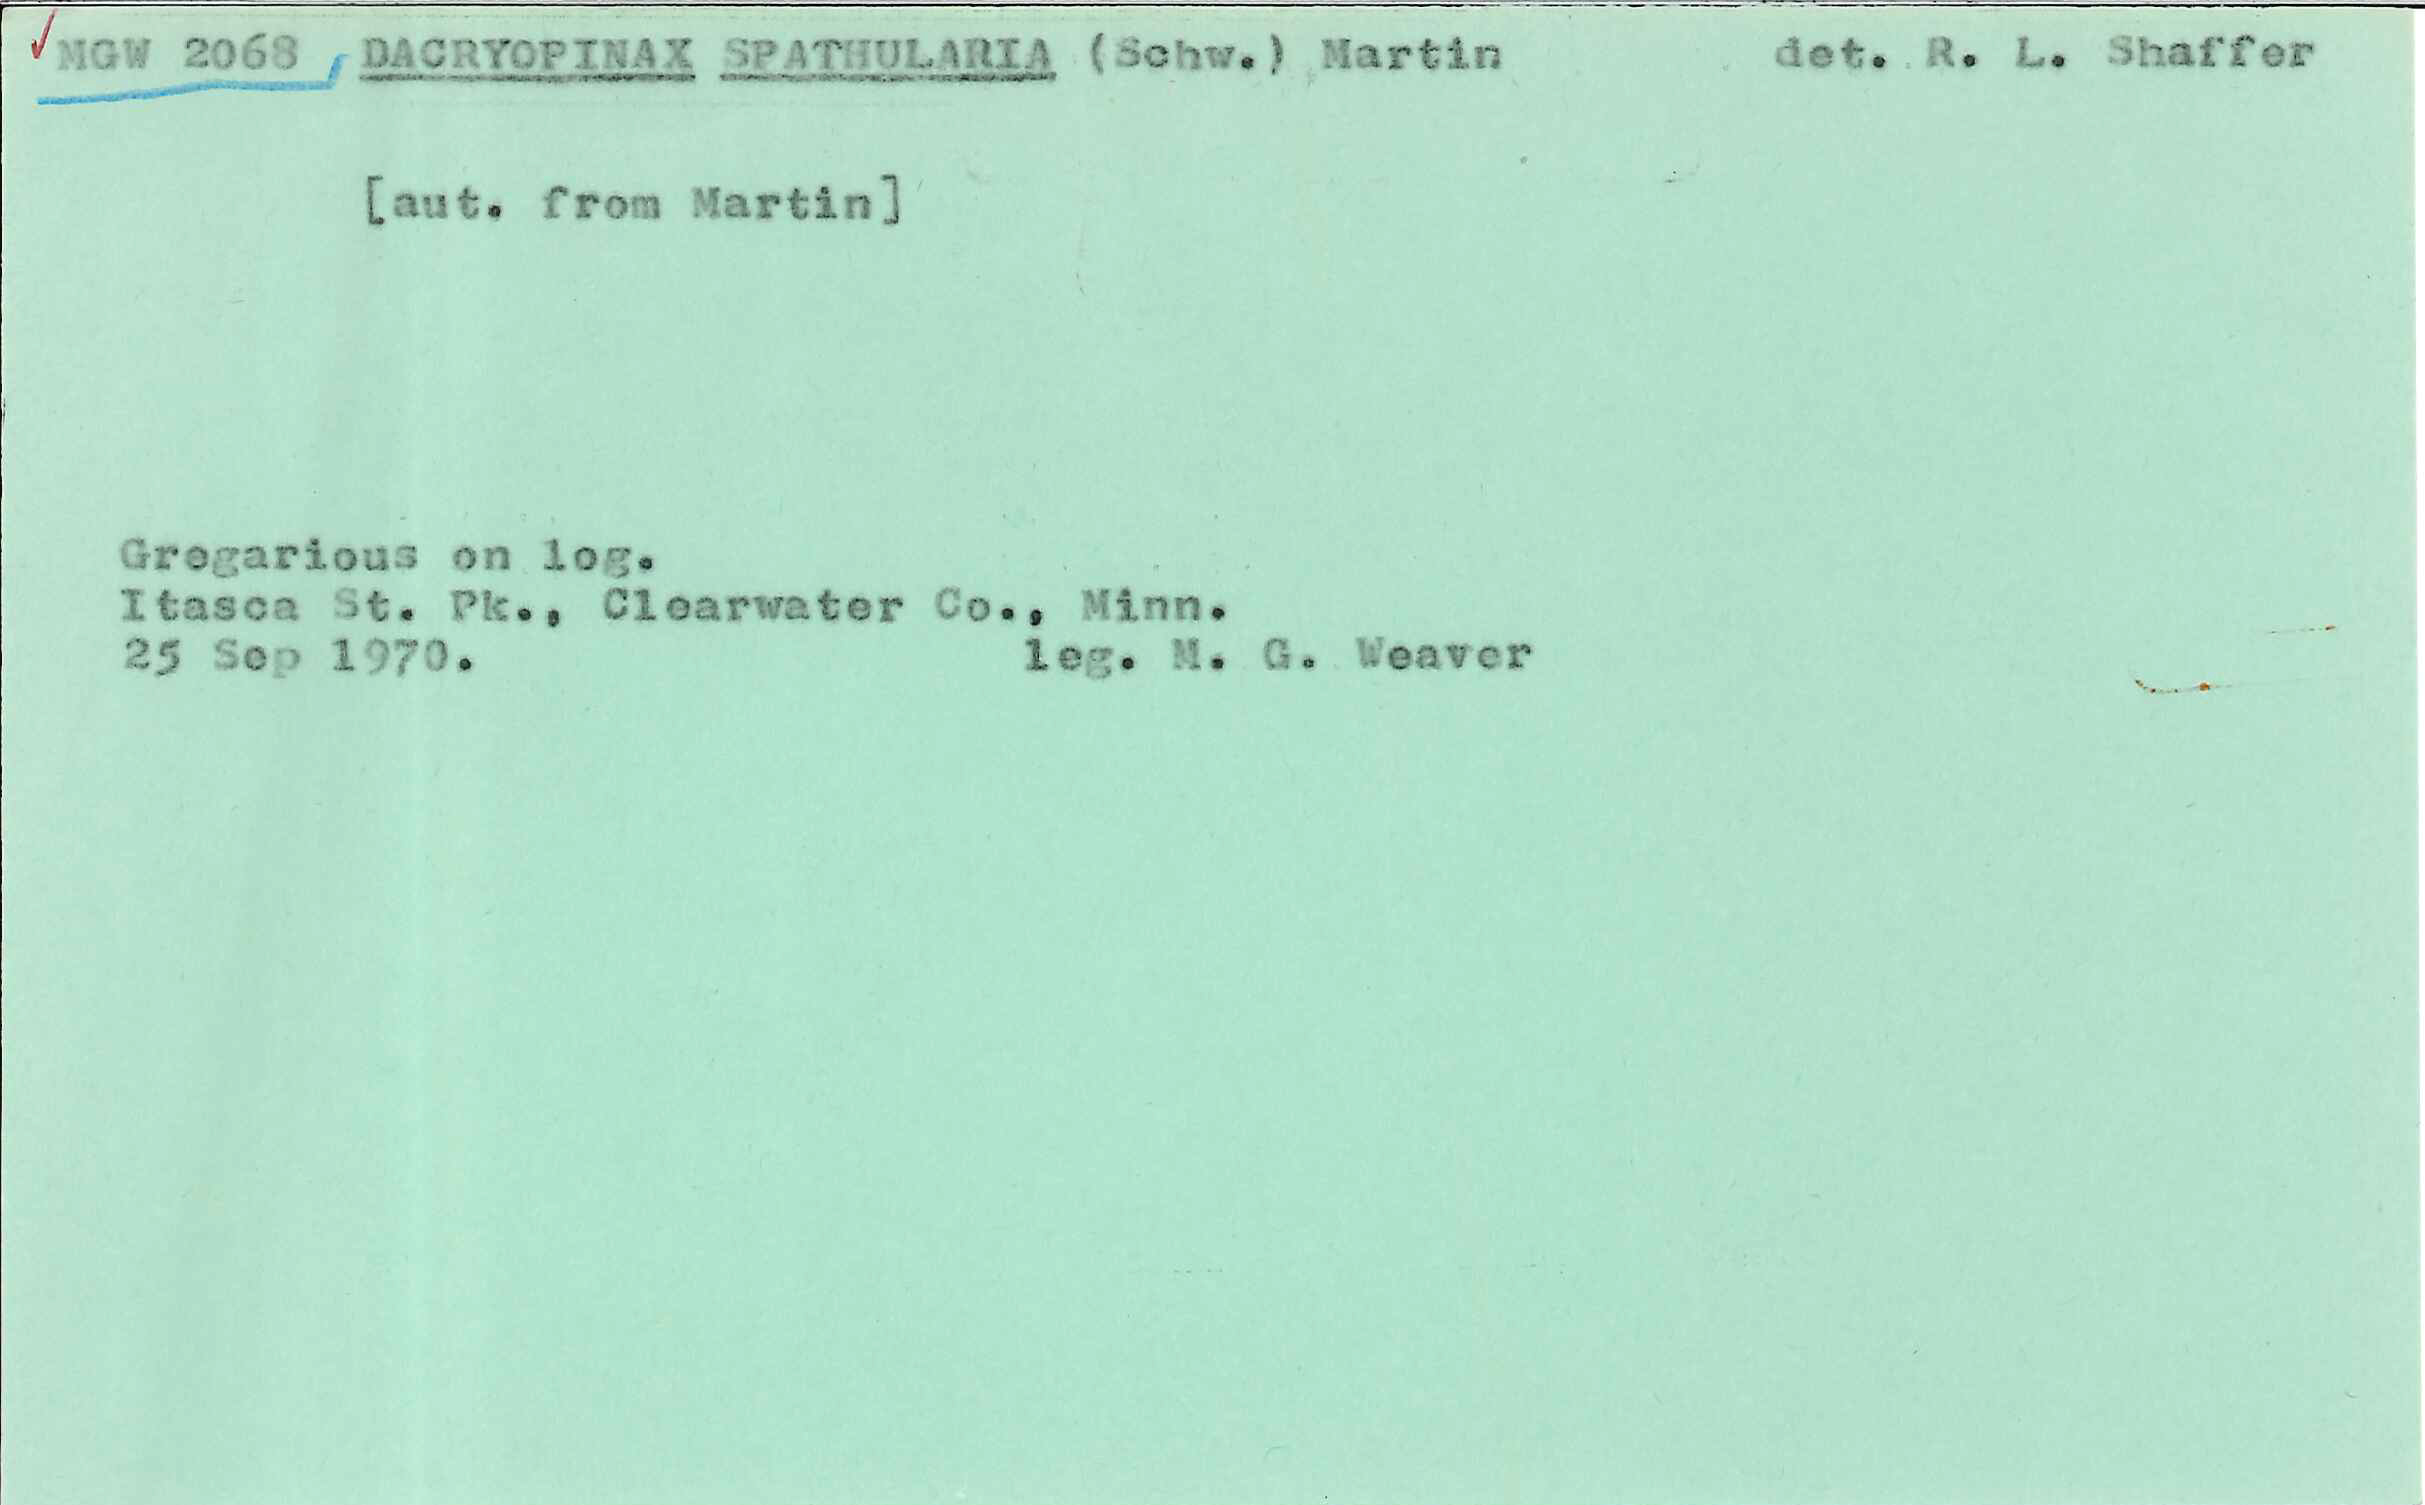 MGW 2068 DACRYOPINAX SPATHULARIA (Schw.) Martin det. R. L. Shaffer
[aut. from Martin]
Gregarious on log.
Itasca St. Pk., Clearwater Co., Minn.
25 Sep 1970. leg. M. G. Weaver